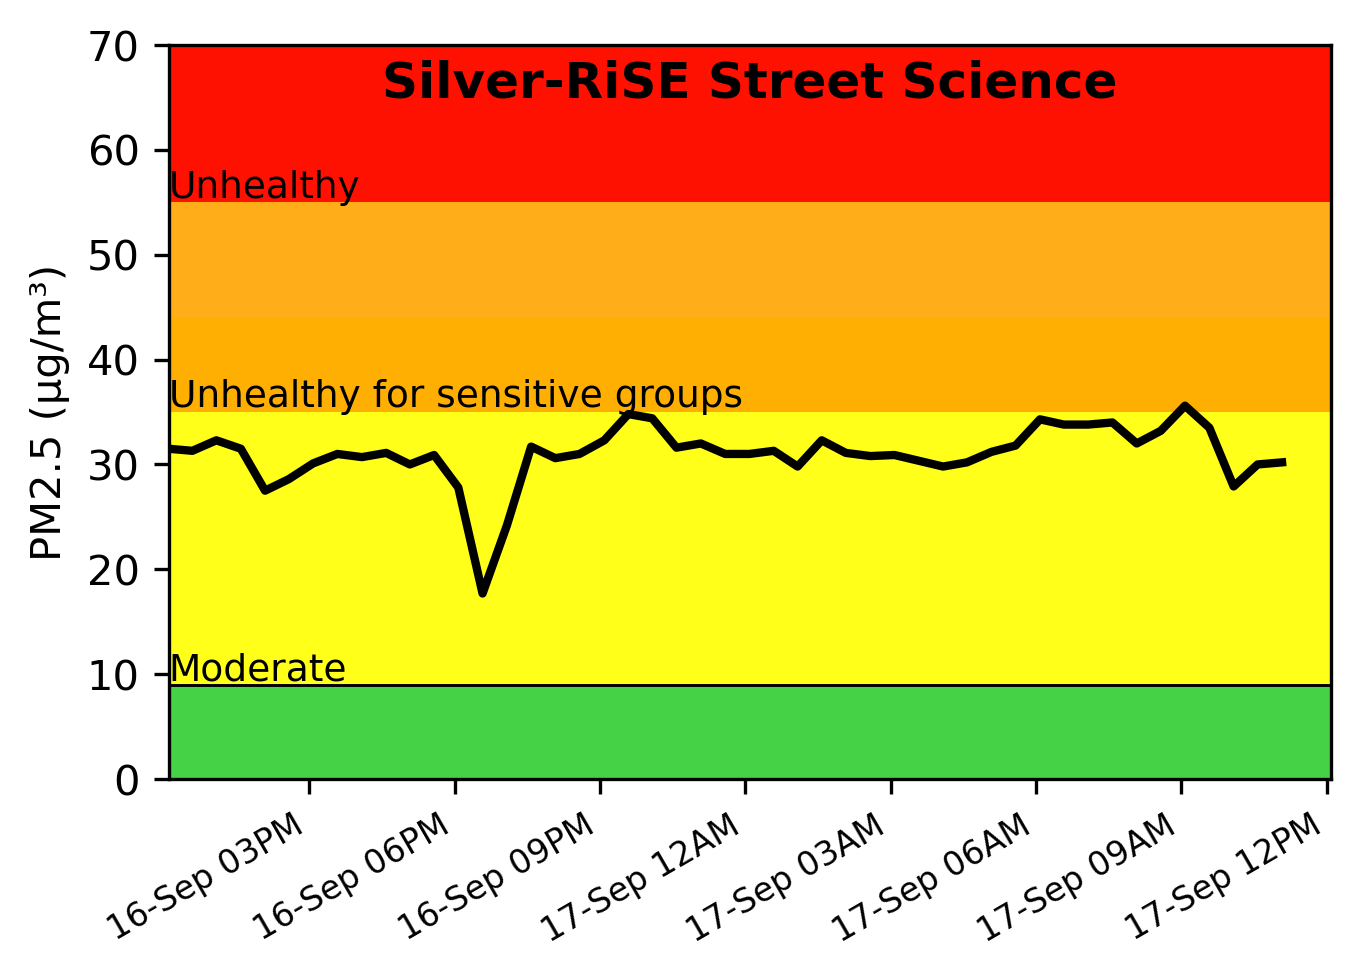 Silver-RiSE Street Science
70
60
50
40
30
20
10
0
PM2.5 (µg/m³)
Unhealthy
Unhealthy for sensitive groups
Moderate
16-Sep 03PM
16-Sep 06PM
16-Sep 09PM
17-Sep 12AM
17-Sep 03AM
17-Sep 06AM
17-Sep 09AM
17-Sep 12PM